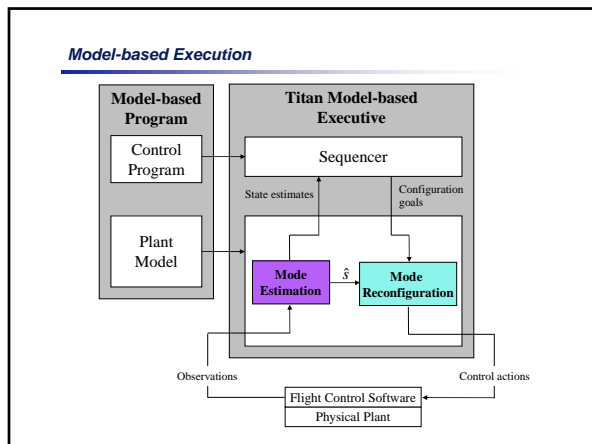 Model-based Execution
Model-based
Program
Titan Model-based
Executive
Control
Program
Sequencer
State estimates
Configuration
goals
Plant
Model
Mode
Estimation
ŝ
Mode
Reconfiguration
Observations
Control actions
Flight Control Software
Physical Plant